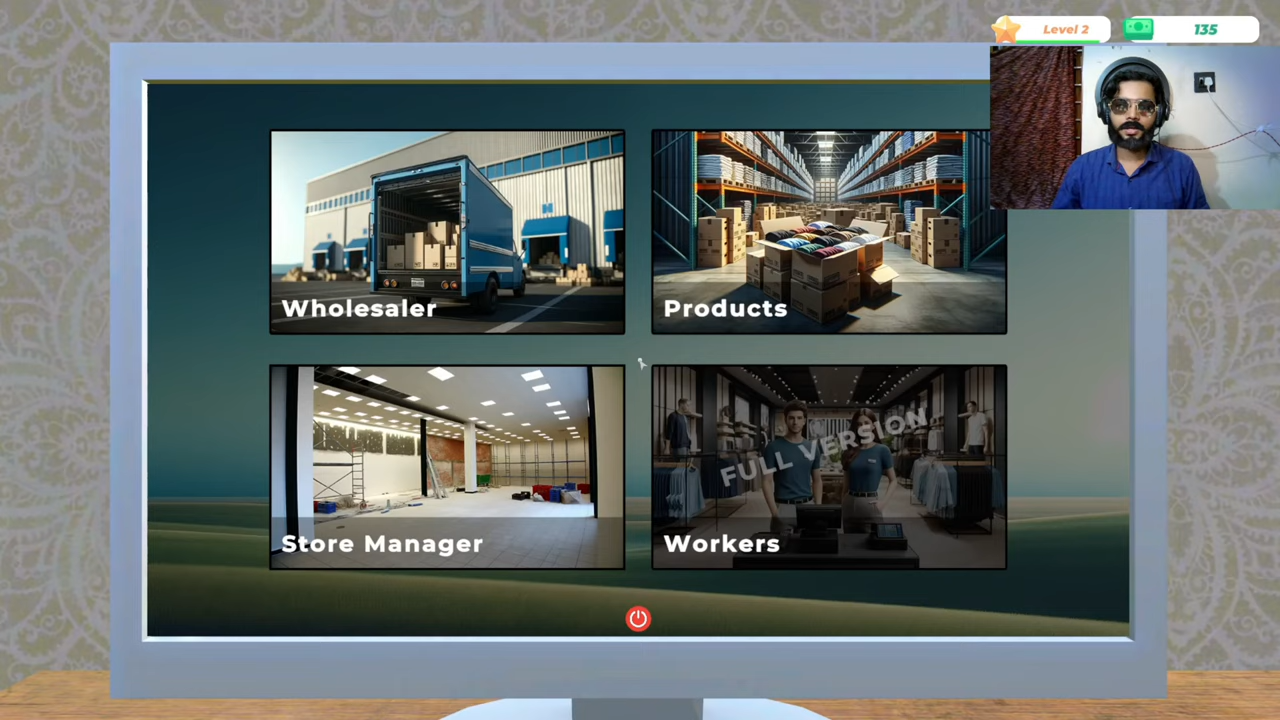 Level 2
135
Wholesaler
Products
Store Manager
FULL VERSION
Workers